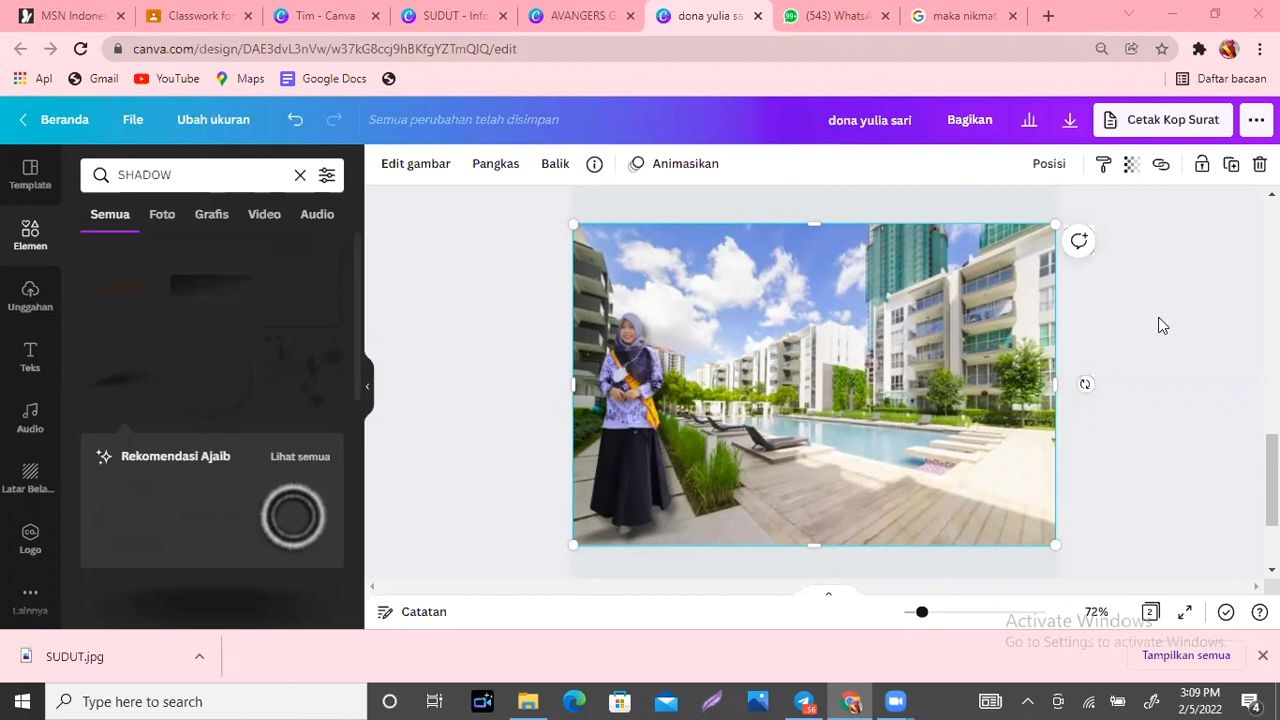 MSN Indones
Classwork for
Tim - Canva
SUDUT - Info
AVANGERS G
dona yulia sa
(543) WhatsA
makna nikmat
canva.com/design/DAE3dvL3nVw/w37kG8ccj9hBKfgYZTmQIQ/edit
Apl
Gmail
YouTube
Maps
Google Docs
Daftar bacaan
Beranda
File
Ubah ukuran
Semua perubahan telah disimpan
dona yulia sari
Bagikan
Cetak Kop Surat
Template
Elemen
Unggahan
Teks
Audio
Latar Bela...
Logo
Lainnya
SHADOW
Semua
Foto
Grafis
Video
Audio
Rekomendasi Ajaib
Lihat semua
Edit gambar
Pangkas
Balik
Animasikan
Posisi
Catatan
72%
2
Activate Windows
Go to Settings to activate Windows.
SUDUT.jpg
Tampilkan semua
Type here to search
3:09 PM
2/5/2022
4